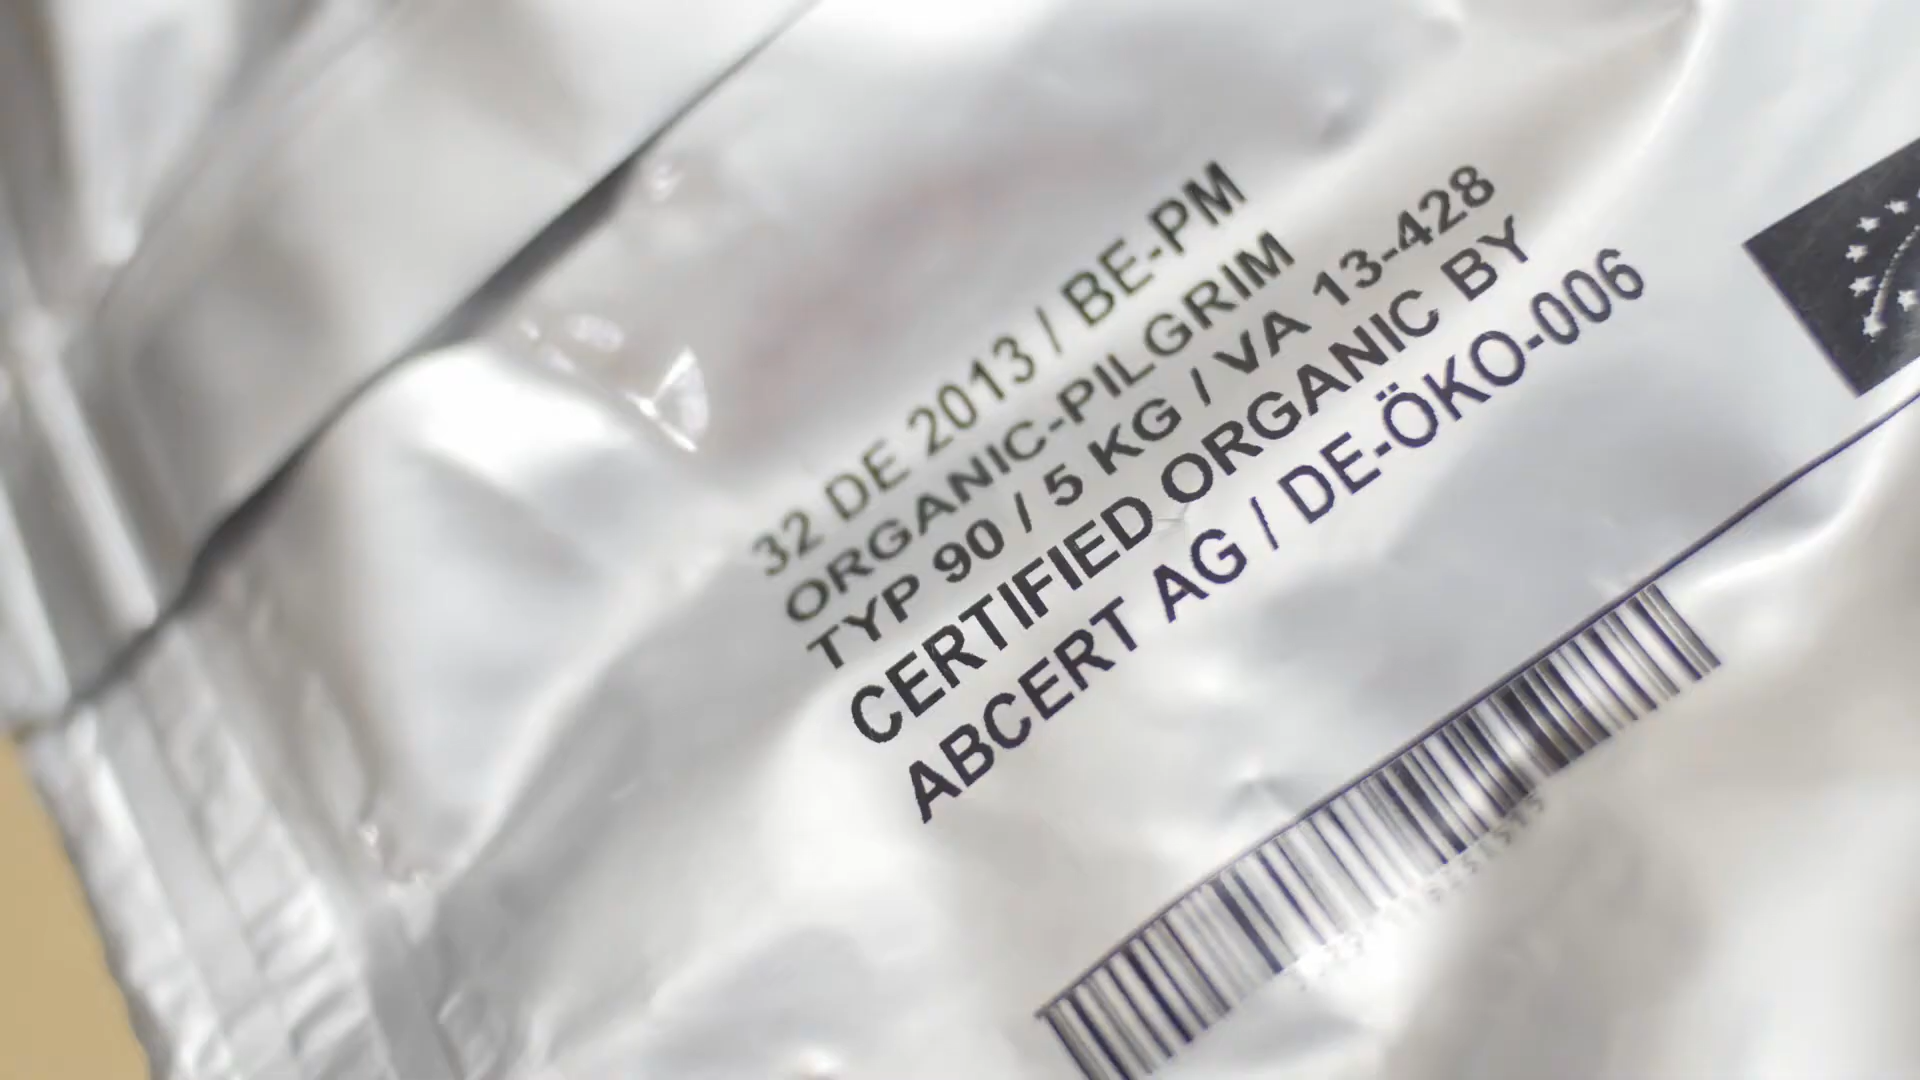 32 DE 2013 / BE-PM
ORGANIC-PILGRIM
TYP 90 / 5 KG / VA 13-428
CERTIFIED ORGANIC BY
ABCERT AG / DE-ÖKO-006